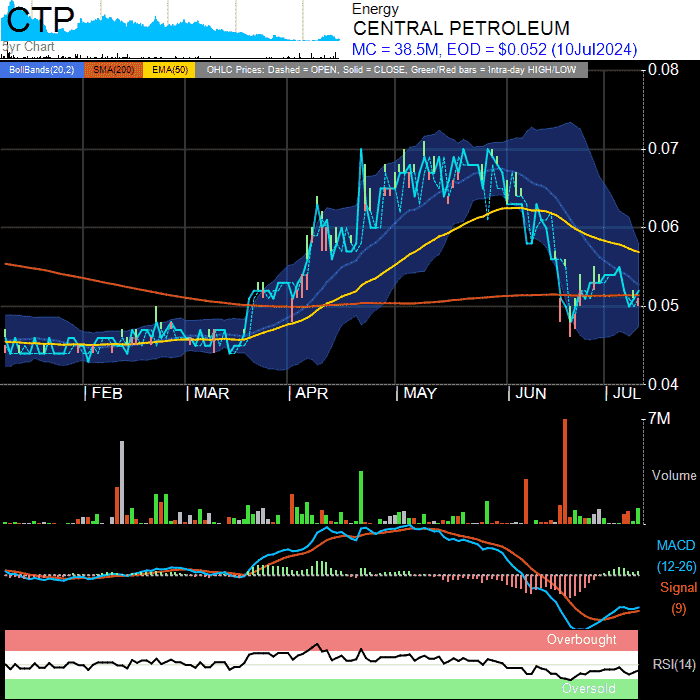 CTP
5yr Chart
Energy
CENTRAL PETROLEUM
MC = 38.5M, EOD = $0.052 (10Jul2024)
BollBands(20,2) SMA(200) EMA(50) OHLC Prices: Dashed = OPEN, Solid = CLOSE, Green/Red bars = Intra-day HIGH/LOW
0.08
0.07
0.06
0.05
0.04
FEB MAR APR MAY JUN JUL
7M
Volume
MACD
(12-26)
Signal
(9)
Overbought
RSI(14)
Oversold